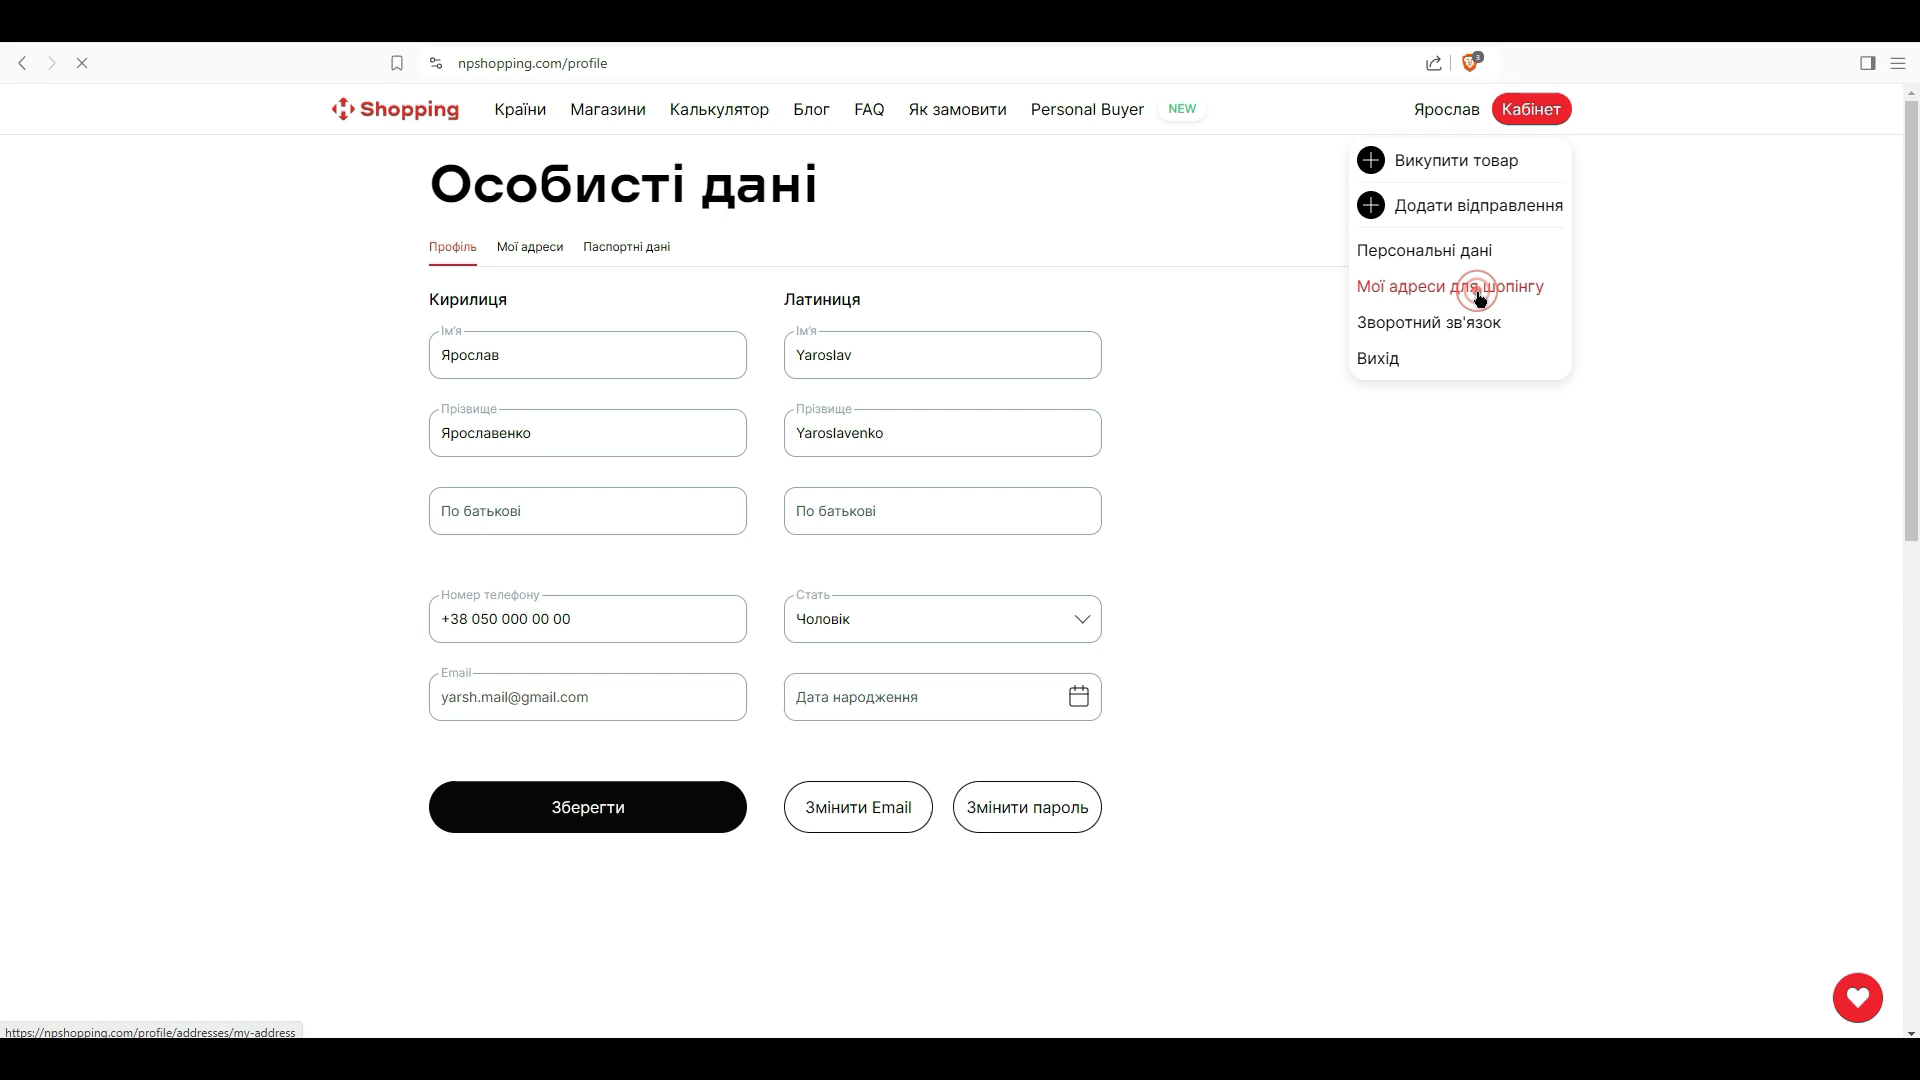 npshopping.com/profile
3
Shopping
Країни
Магазини
Калькулятор
Блог
FAQ
Як замовити
Personal Buyer
NEW
Ярослав
Кабінет
Викупити товар
Додати відправлення
Персональні дані
Мої адреси для шопінгу
Зворотний зв'язок
Вихід
Особисті дані
Профіль
Мої адреси
Паспортні дані
Кирилиця
Латиниця
Ім'я
Ярослав
Ім'я
Yaroslav
Прізвище
Ярославенко
Прізвище
Yaroslavenko
По батькові
По батькові
Номер телефону
+38 050 000 00 00
Стать
Чоловік
Email
yarsh.mail@gmail.com
Дата народження
Зберегти
Змінити Email
Змінити пароль
https://npshopping.com/profile/addresses/my-address